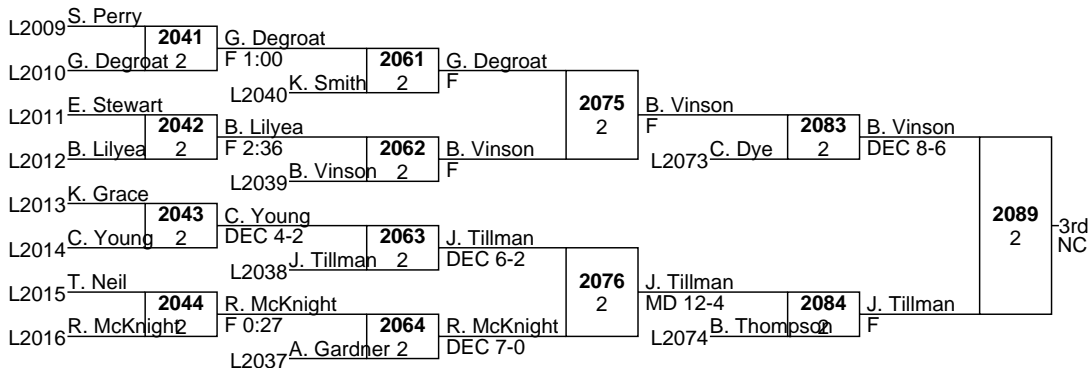 L2009 S. Perry
2041
2
L2010 G. Degroat
G. Degroat
F 1:00
2061
2
L2040 K. Smith
G. Degroat
F
L2011 E. Stewart
2042
2
L2012 B. Lilyea
B. Lilyea
F 2:36
2062
2
L2039 B. Vinson
B. Vinson
F
2075
2
B. Vinson
F
2083
2
L2073 C. Dye
B. Vinson
DEC 8-6
L2013 K. Grace
2043
2
L2014 C. Young
C. Young
DEC 4-2
2063
2
L2038 J. Tillman
J. Tillman
DEC 6-2
L2015 T. Neil
2044
2
L2016 R. McKnight
R. McKnight
F 0:27
2064
2
L2037 A. Gardner
R. McKnight
DEC 7-0
2076
2
J. Tillman
MD 12-4
2084
2
L2074 B. Thompson
J. Tillman
F
2089
2
3rd
NC